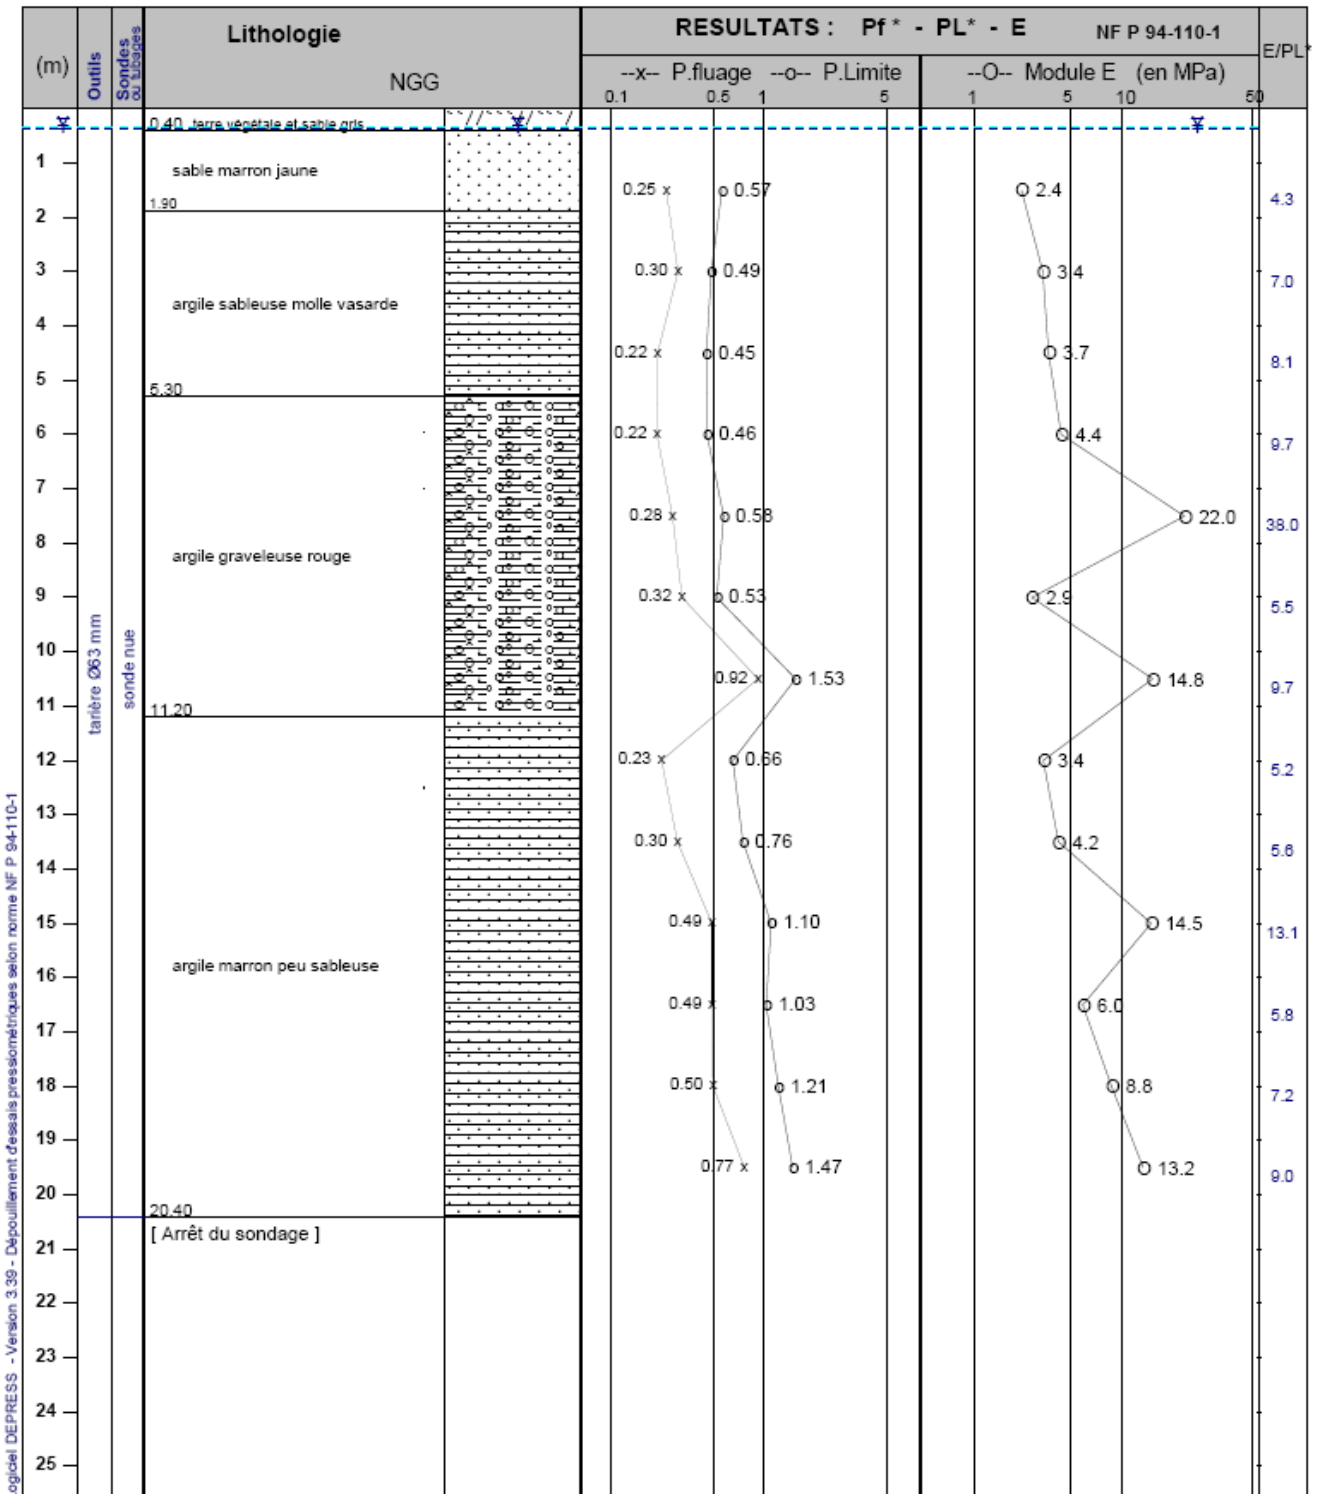 (m)
Outils
Sondes
ou tubages
Lithologie
NGG
RESULTATS : Pf * - PL* - E NF P 94-110-1
E/PL*
--x-- P.fluage --o-- P.Limite
--O-- Module E (en MPa)
0.1 0.5 1 5
1 5 10 50
0.40 terre végétale et sable gris
1
sable marron jaune
0.25 0.57 2.4 4.3
1.90
2
3
0.30 0.49 3.4 7.0
argile sableuse molle vasarde
4
0.22 0.45 3.7 8.1
5
5.30
6
0.22 0.46 4.4 9.7
7
0.28 0.58 22.0 38.0
8
argile graveleuse rouge
9
0.32 0.53 2.9 5.5
10
0.92 1.53 14.8 9.7
11
11.20
12
0.23 0.66 3.4 5.2
13
0.30 0.76 4.2 5.6
14
15
0.49 1.10 14.5 13.1
argile marron peu sableuse
16
0.49 1.03 6.0 5.8
17
18
0.50 1.21 8.8 7.2
19
0.77 1.47 13.2 9.0
20
20.40
[ Arrêt du sondage ]
21
22
23
24
25
tarière Ø63 mm
sonde nue
ogiciel DEPRESS - Version 3.39 - Dépouillement d'essais pressiométriques selon norme NF P 94-110-1